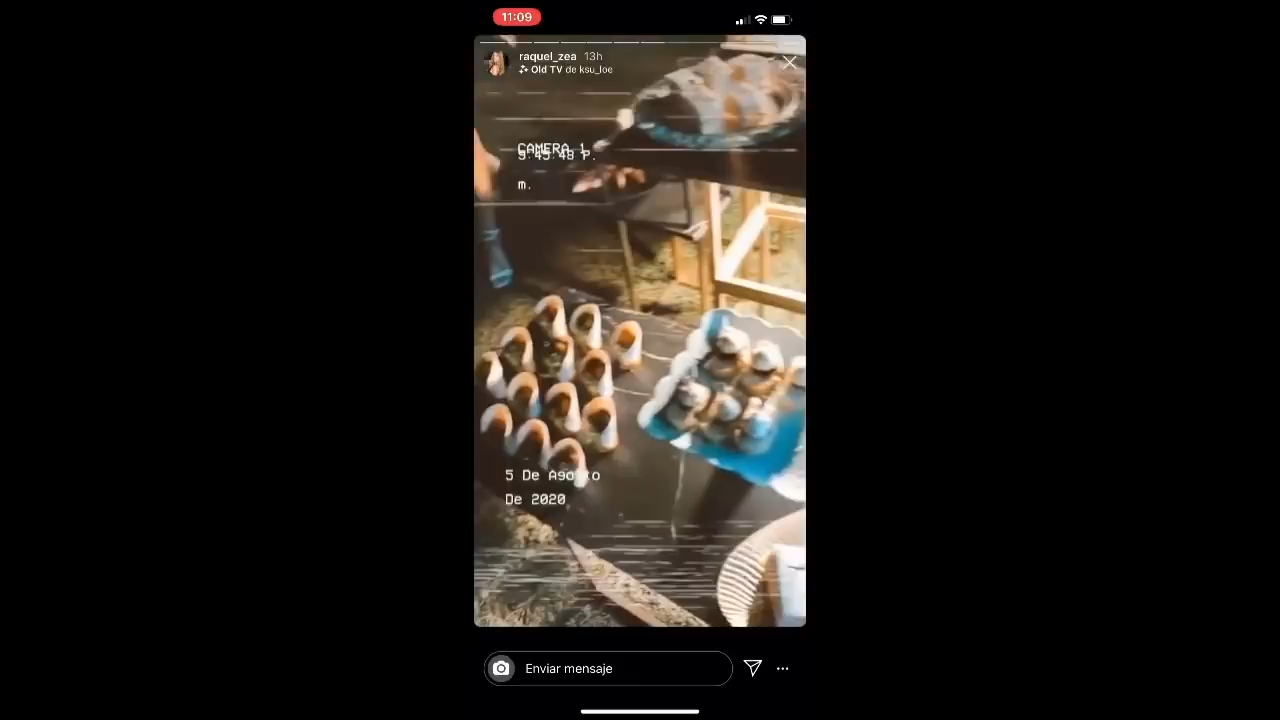 11:09
raquel_zea 13h
Old TV de ksu_loe
CAMERA 1
9:45:48 P.
m.
5 De Agosto
De 2020
Enviar mensaje